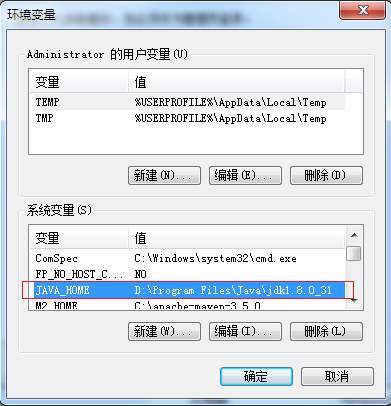 环境变量
Administrator 的用户变量(U)
变量 值
TEMP %USERPROFILE%\AppData\Local\Temp
TMP %USERPROFILE%\AppData\Local\Temp
新建(N)... 编辑(E)... 删除(D)
系统变量(S)
变量 值
ComSpec C:\Windows\system32\cmd.exe
FP_NO_HOST_C... NO
JAVA_HOME D:\Program Files\Java\jdk1.8.0_31
M2_HOME C:\apache-maven-3.5.0
新建(W)... 编辑(I)... 删除(L)
确定 取消